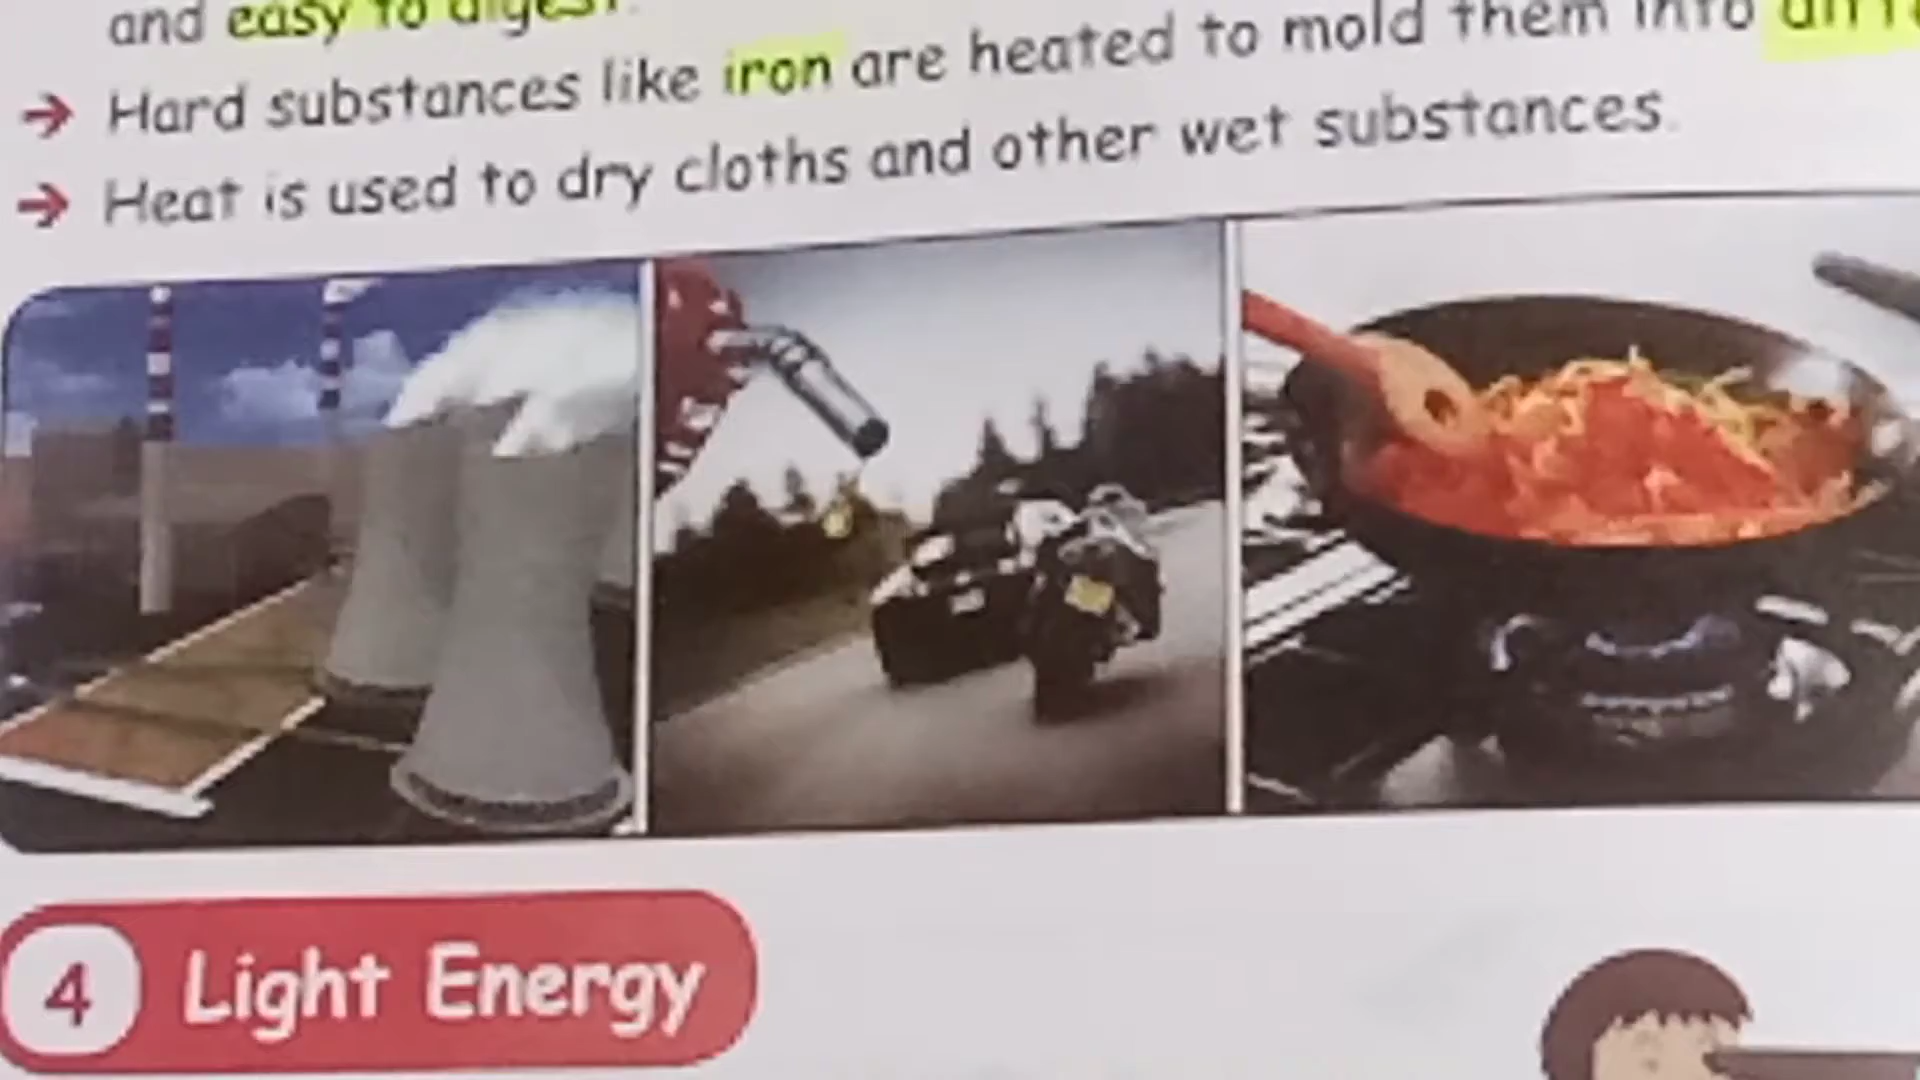 and easy to digest.
→ Hard substances like iron are heated to mold them into
→ Heat is used to dry cloths and other wet substances.
4 Light Energy